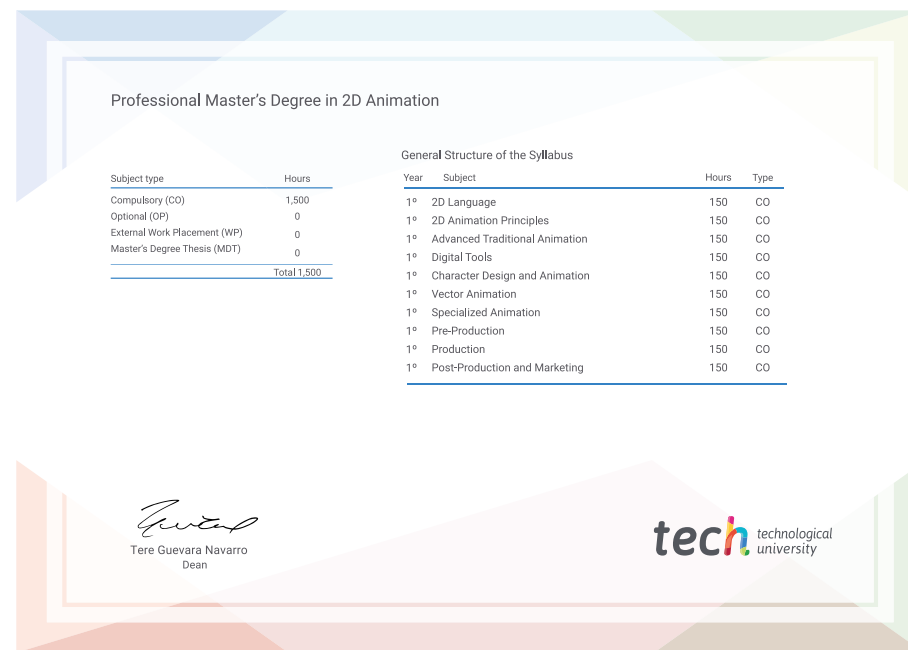 Professional Master's Degree in 2D Animation
Subject type Hours
Compulsory (CO) 1,500
Optional (OP) 0
External Work Placement (WP) 0
Master's Degree Thesis (MDT) 0
Total 1,500
General Structure of the Syllabus
Year Subject Hours Type
1º 2D Language 150 CO
1º 2D Animation Principles 150 CO
1º Advanced Traditional Animation 150 CO
1º Digital Tools 150 CO
1º Character Design and Animation 150 CO
1º Vector Animation 150 CO
1º Specialized Animation 150 CO
1º Pre-Production 150 CO
1º Production 150 CO
1º Post-Production and Marketing 150 CO
Tere Guevara Navarro
Dean
tech technological
university